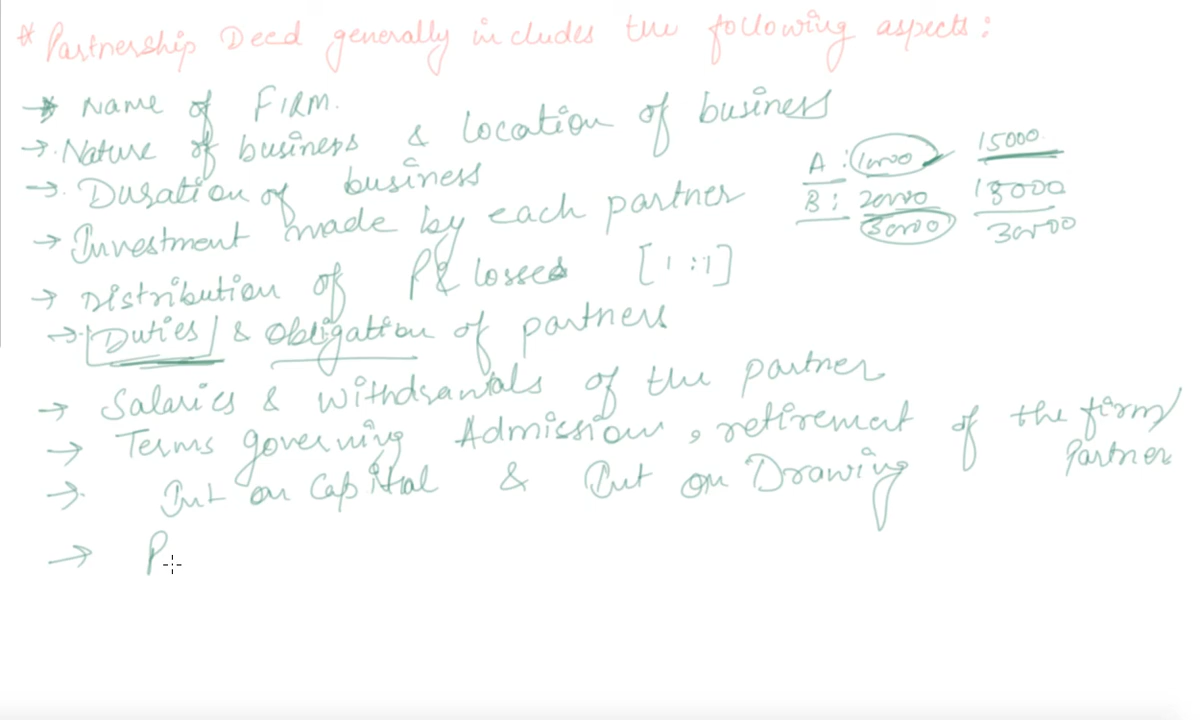 * Partnership Deed generally includes the following aspects:
→ Name of FIRM.
→ Nature of business & location of business
→ Duration of business
→ Investment made by each partner
A : 10000 15000
B : 20000 15000
30000 30000
→ Distribution of P& losses [1:1]
→ Duties & Obligation of partners
→ Salaries & withdrawals of the partner
→ Terms governing Admission, retirement of the firm/Partner
→ Int on Capital & Int on Drawing
→ P